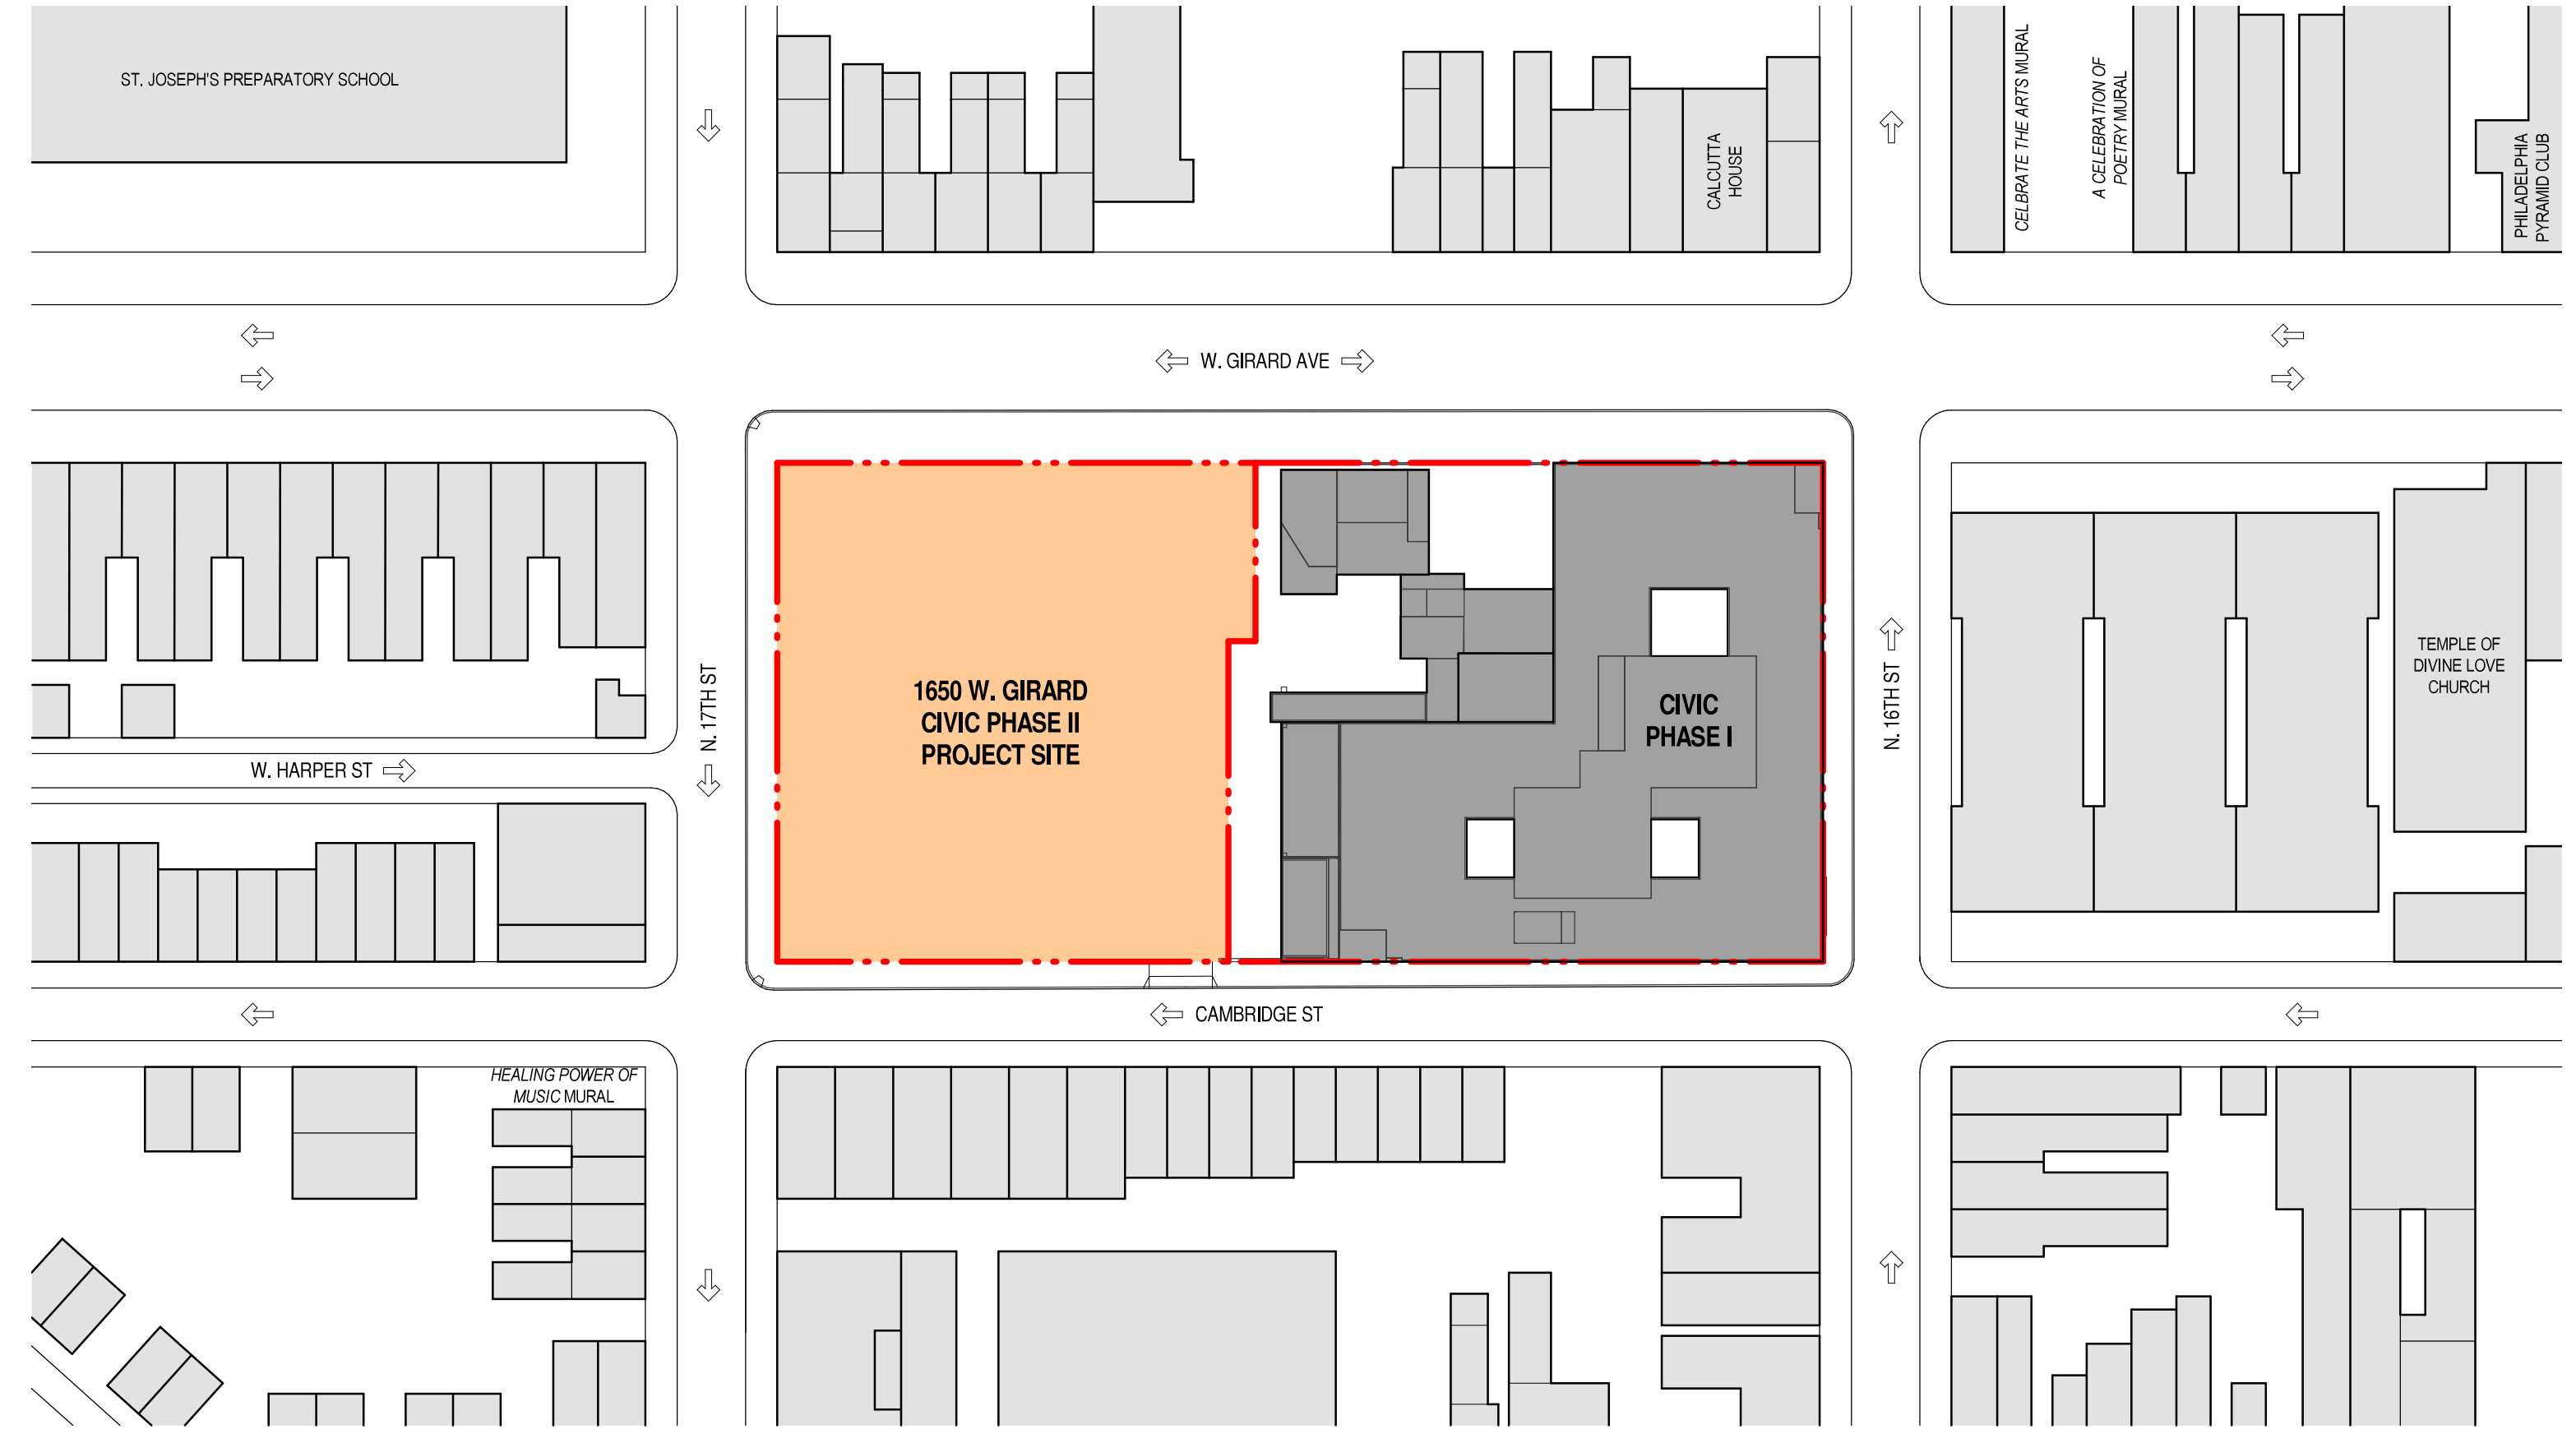 ST. JOSEPH'S PREPARATORY SCHOOL
CALCUTTA
HOUSE
CELBRATE THE ARTS MURAL
A CELEBRATION OF
POETRY MURAL
PHILADELPHIA
PYRAMID CLUB
W. GIRARD AVE
1650 W. GIRARD
CIVIC PHASE II
PROJECT SITE
CIVIC
PHASE I
N. 17TH ST
N. 16TH ST
TEMPLE OF
DIVINE LOVE
CHURCH
W. HARPER ST
CAMBRIDGE ST
HEALING POWER OF
MUSIC MURAL